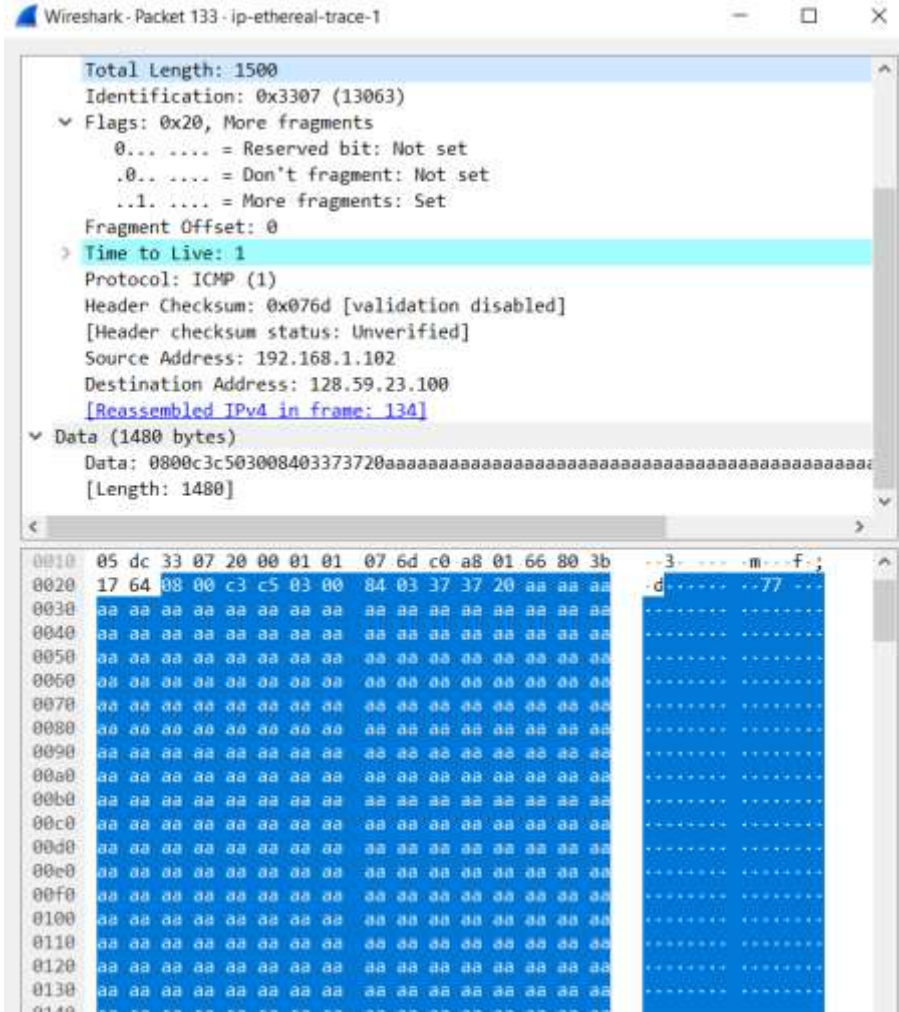 Wireshark - Packet 133 - ip-ethereal-trace-1
Total Length: 1500
Identification: 0x3307 (13063)
Flags: 0x20, More fragments
0... .... = Reserved bit: Not set
.0.. .... = Don't fragment: Not set
..1. .... = More fragments: Set
Fragment Offset: 0
Time to Live: 1
Protocol: ICMP (1)
Header Checksum: 0x076d [validation disabled]
[Header checksum status: Unverified]
Source Address: 192.168.1.102
Destination Address: 128.59.23.100
[Reassembled IPv4 in frame: 134]
Data (1480 bytes)
Data: 0800c3c503008403373720aaaaaaaaaaaaaaaaaaaaaaaaaaaaaaaaaaaaaaaaaaaaa
[Length: 1480]
0010 05 dc 33 07 20 00 01 01 07 6d c0 a8 01 66 80 3b ··3· ···· ·m···f·;
0020 17 64 08 00 c3 c5 03 00 84 03 37 37 20 aa aa aa ·d······ ··77 ···
0030 aa aa aa aa aa aa aa aa aa aa aa aa aa aa aa aa ········ ········
0040 aa aa aa aa aa aa aa aa aa aa aa aa aa aa aa aa ········ ········
0050 aa aa aa aa aa aa aa aa aa aa aa aa aa aa aa aa ········ ········
0060 aa aa aa aa aa aa aa aa aa aa aa aa aa aa aa aa ········ ········
0070 aa aa aa aa aa aa aa aa aa aa aa aa aa aa aa aa ········ ········
0080 aa aa aa aa aa aa aa aa aa aa aa aa aa aa aa aa ········ ········
0090 aa aa aa aa aa aa aa aa aa aa aa aa aa aa aa aa ········ ········
00a0 aa aa aa aa aa aa aa aa aa aa aa aa aa aa aa aa ········ ········
00b0 aa aa aa aa aa aa aa aa aa aa aa aa aa aa aa aa ········ ········
00c0 aa aa aa aa aa aa aa aa aa aa aa aa aa aa aa aa ········ ········
00d0 aa aa aa aa aa aa aa aa aa aa aa aa aa aa aa aa ········ ········
00e0 aa aa aa aa aa aa aa aa aa aa aa aa aa aa aa aa ········ ········
00f0 aa aa aa aa aa aa aa aa aa aa aa aa aa aa aa aa ········ ········
0100 aa aa aa aa aa aa aa aa aa aa aa aa aa aa aa aa ········ ········
0110 aa aa aa aa aa aa aa aa aa aa aa aa aa aa aa aa ········ ········
0120 aa aa aa aa aa aa aa aa aa aa aa aa aa aa aa aa ········ ········
0130 aa aa aa aa aa aa aa aa aa aa aa aa aa aa aa aa ········ ········